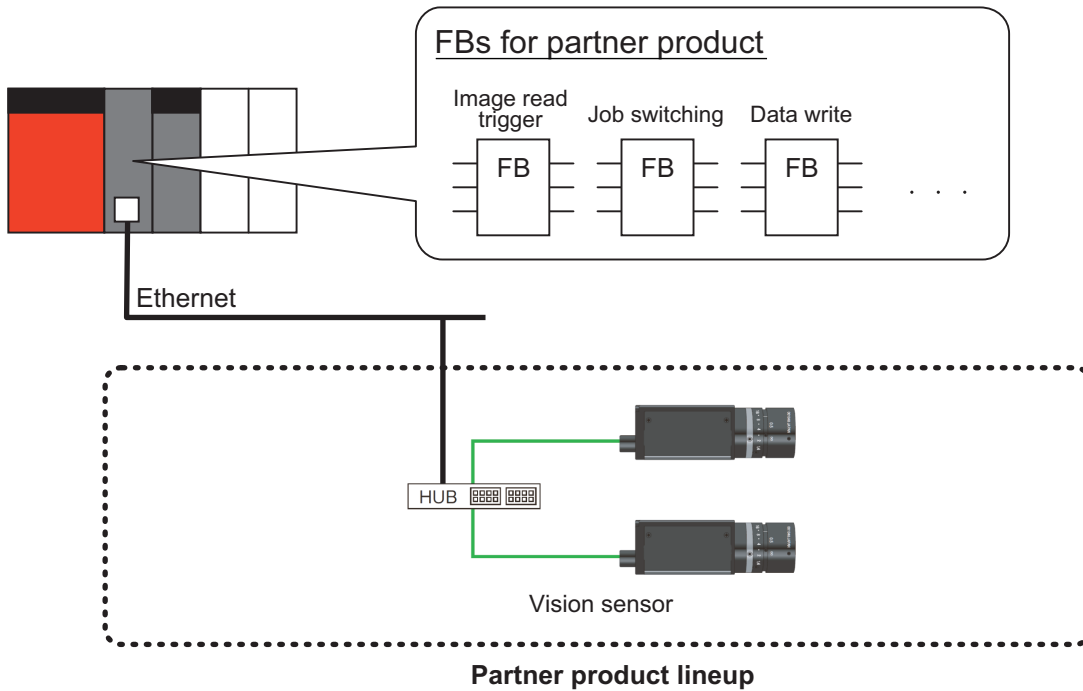 FBs for partner product
Image read
trigger
Job switching
Data write
FB
FB
FB
. . .
Ethernet
HUB
Vision sensor
Partner product lineup